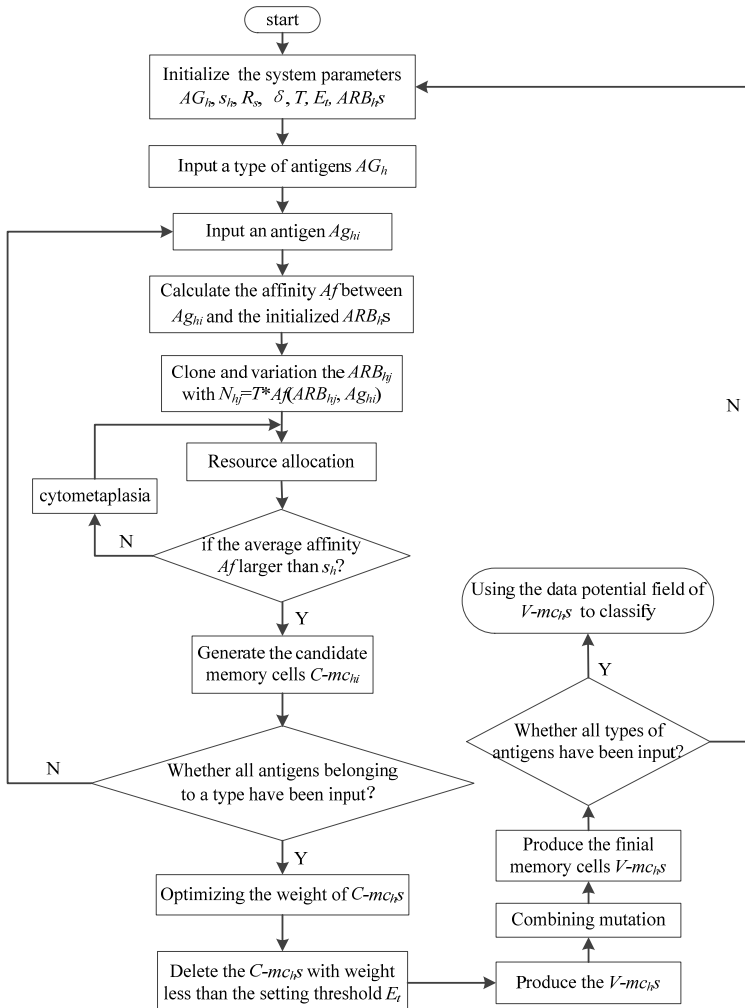 start
Initialize the system parameters
AGh, sh, Rs, δ, T, Et, ARBhs
Input a type of antigens AGh
Input an antigen Aghi
Calculate the affinity Af between
Aghi and the initialized ARBhs
Clone and variation the ARBhj
with Nhj=T*Af(ARBhj, Aghi)
Resource allocation
cytometaplasia
N
if the average affinity
Af larger than sh?
Y
Generate the candidate
memory cells C-mchi
N
Whether all antigens belonging
to a type have been input?
Y
Optimizing the weight of C-mchs
Delete the C-mchs with weight
less than the setting threshold Et
Produce the V-mchs
Combining mutation
Produce the finial
memory cells V-mchs
Whether all types of
antigens have been input?
N
Y
Using the data potential field of
V-mchs to classify